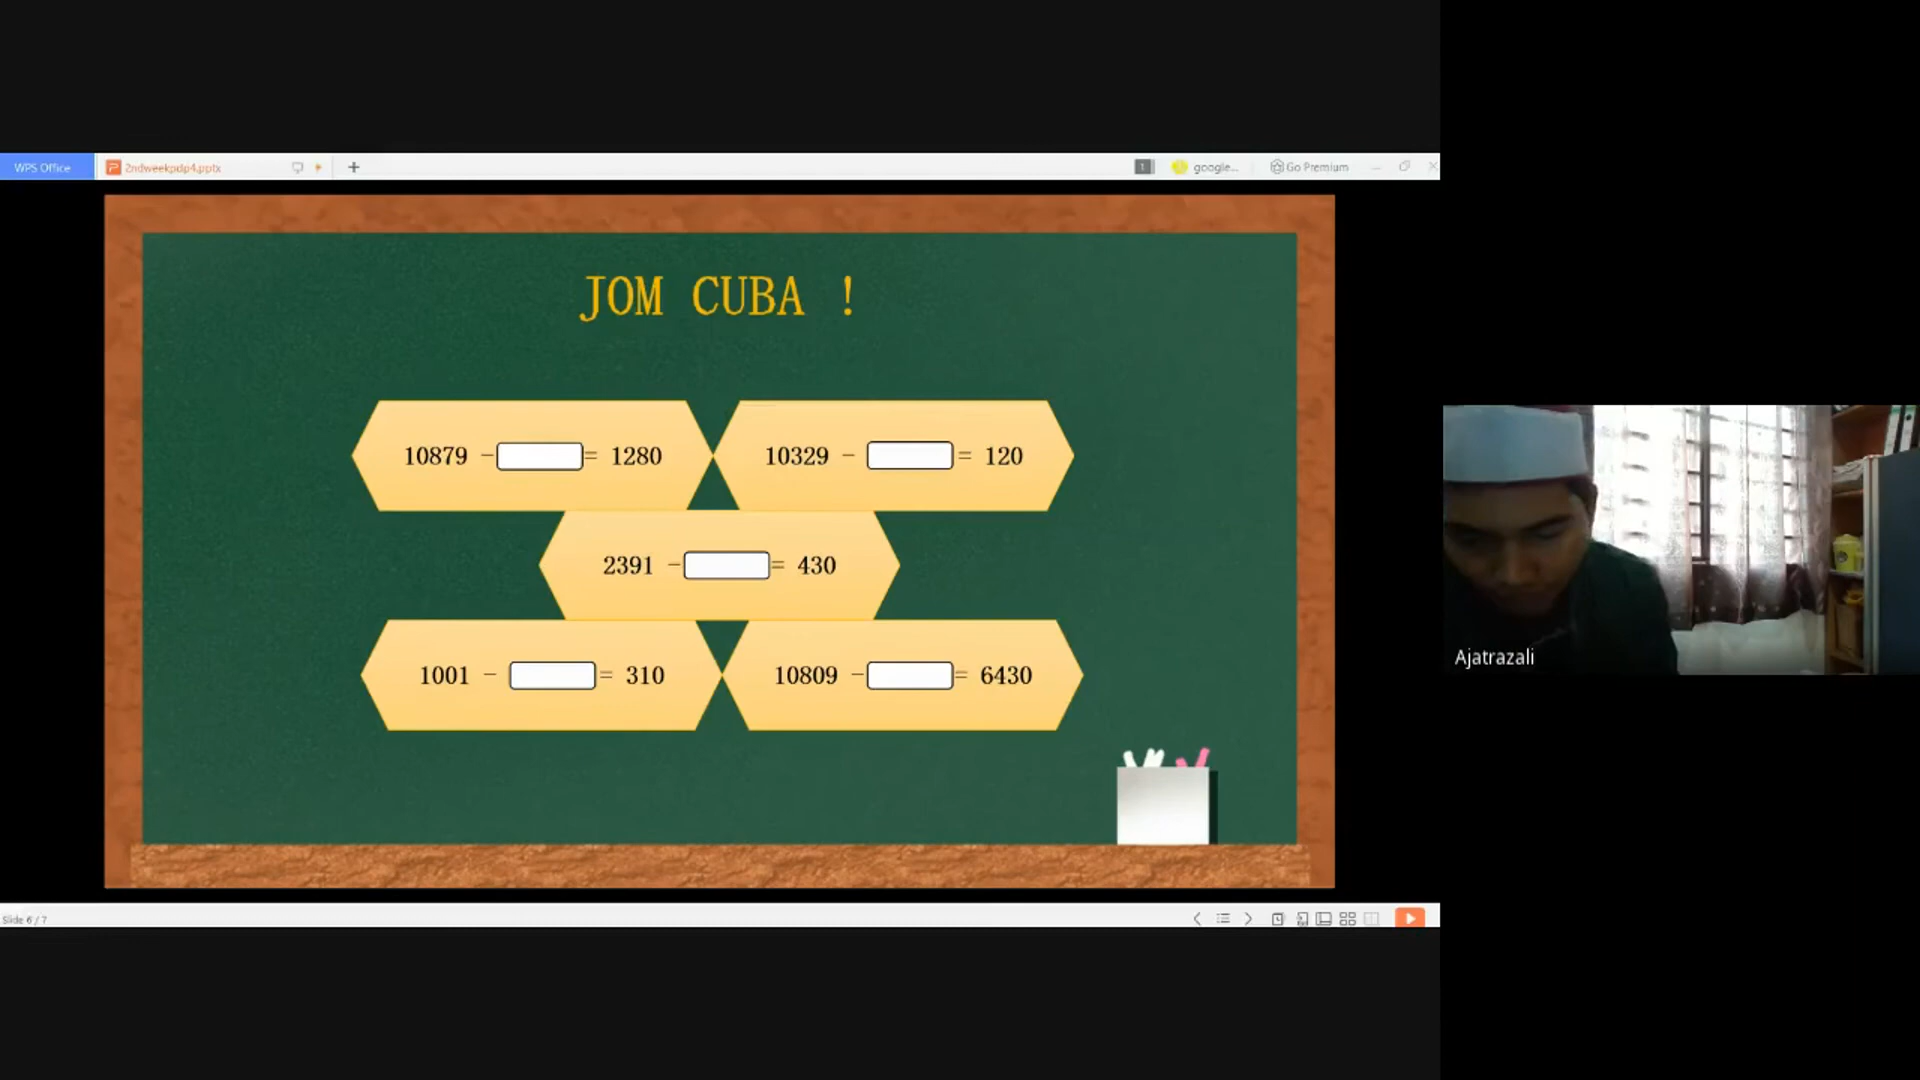 WPS Office
2ndweekpdp4.pptx
+
1
google...
Go Premium
JOM CUBA !
10879 - = 1280
10329 - = 120
2391 - = 430
1001 - = 310
10809 - = 6430
Ajatrazali
Slide 6 / 7